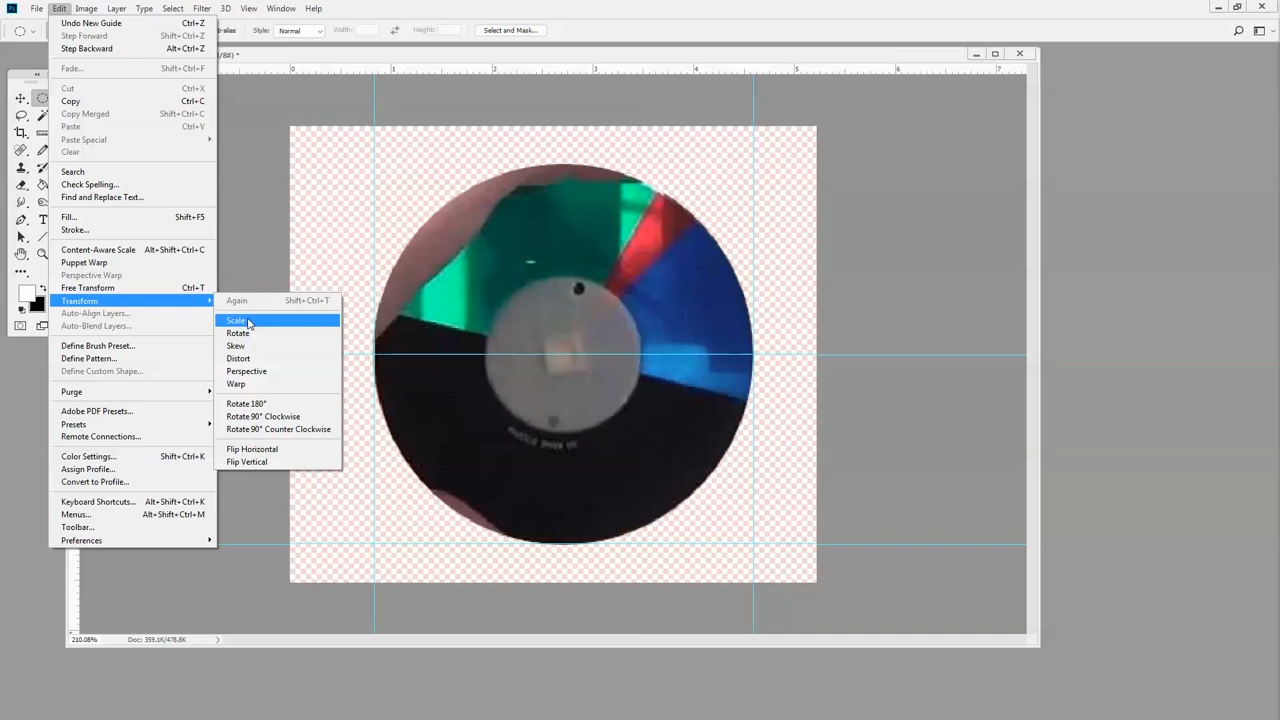 Ps File Edit Image Layer Type Select Filter 3D View Window Help
Style: Normal Width: Height: Select and Mask...
Undo New Guide Ctrl+Z
Step Forward Shift+Ctrl+Z
Step Backward Alt+Ctrl+Z
Fade... Shift+Ctrl+F
Cut Ctrl+X
Copy Ctrl+C
Copy Merged Shift+Ctrl+C
Paste Ctrl+V
Paste Special
Clear
Search
Check Spelling...
Find and Replace Text...
Fill... Shift+F5
Stroke...
Content-Aware Scale Alt+Shift+Ctrl+C
Puppet Warp
Perspective Warp
Free Transform Ctrl+T
Transform
Auto-Align Layers...
Auto-Blend Layers...
Define Brush Preset...
Define Pattern...
Define Custom Shape...
Purge
Adobe PDF Presets...
Presets
Remote Connections...
Color Settings... Shift+Ctrl+K
Assign Profile...
Convert to Profile...
Keyboard Shortcuts... Alt+Shift+Ctrl+K
Menus... Alt+Shift+Ctrl+M
Toolbar...
Preferences
Again Shift+Ctrl+T
Scale
Rotate
Skew
Distort
Perspective
Warp
Rotate 180°
Rotate 90° Clockwise
Rotate 90° Counter Clockwise
Flip Horizontal
Flip Vertical
/8#) *
0 1 2 3 4 5 6 7
210.08% Doc: 359.1K/478.8K